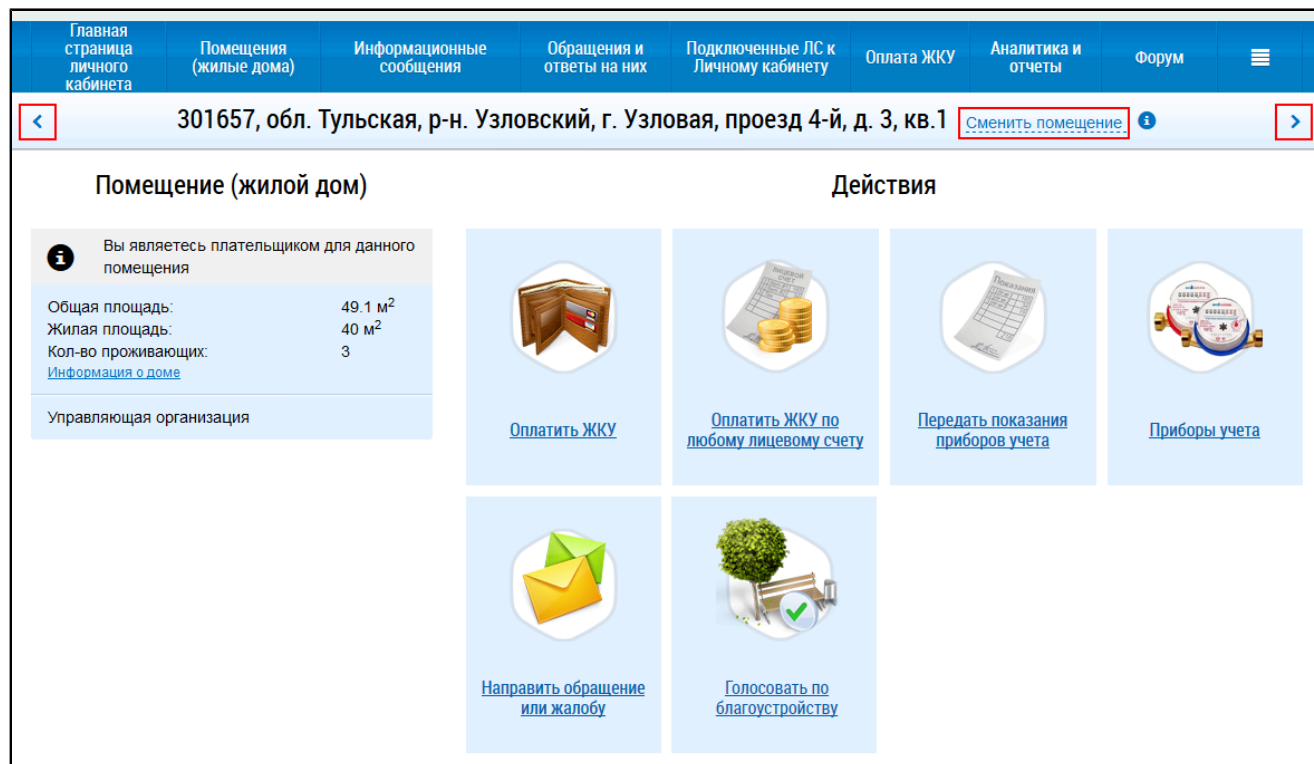 Главная
страница
личного
кабинета
Помещения
(жилые дома)
Информационные
сообщения
Обращения и
ответы на них
Подключенные ЛС к
Личному кабинету
Оплата ЖКУ
Аналитика и
отчеты
Форум
301657, обл. Тульская, р-н. Узловский, г. Узловая, проезд 4-й, д. 3, кв.1 Сменить помещение
Помещение (жилой дом)
Вы являетесь плательщиком для данного
помещения
Общая площадь: 49.1 м²
Жилая площадь: 40 м²
Кол-во проживающих: 3
Информация о доме
Управляющая организация
Действия
Оплатить ЖКУ
ЛИЦЕВОЙ
СЧЕТ
Оплатить ЖКУ по
любому лицевому счету
Показания
Передать показания
приборов учета
Приборы учета
Направить обращение
или жалобу
Голосовать по
благоустройству